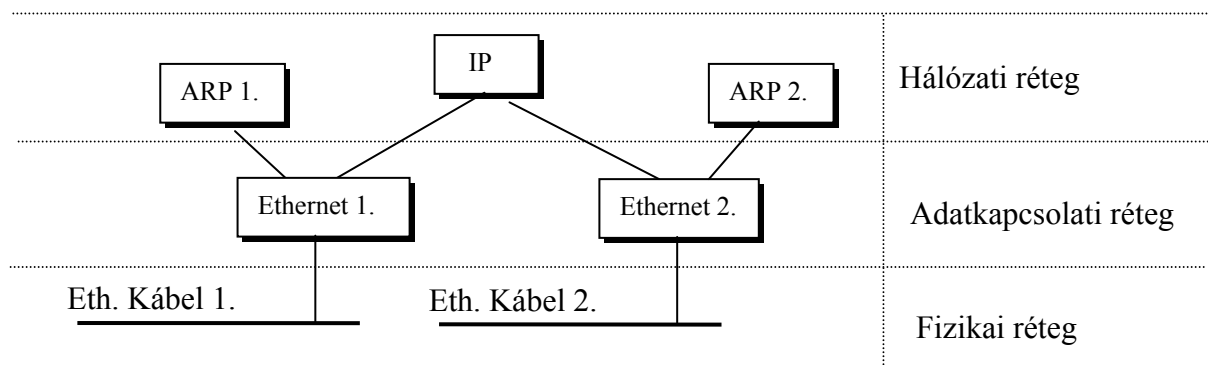 IP
ARP 1.
ARP 2.
Hálózati réteg
Ethernet 1.
Ethernet 2.
Adatkapcsolati réteg
Eth. Kábel 1.
Eth. Kábel 2.
Fizikai réteg